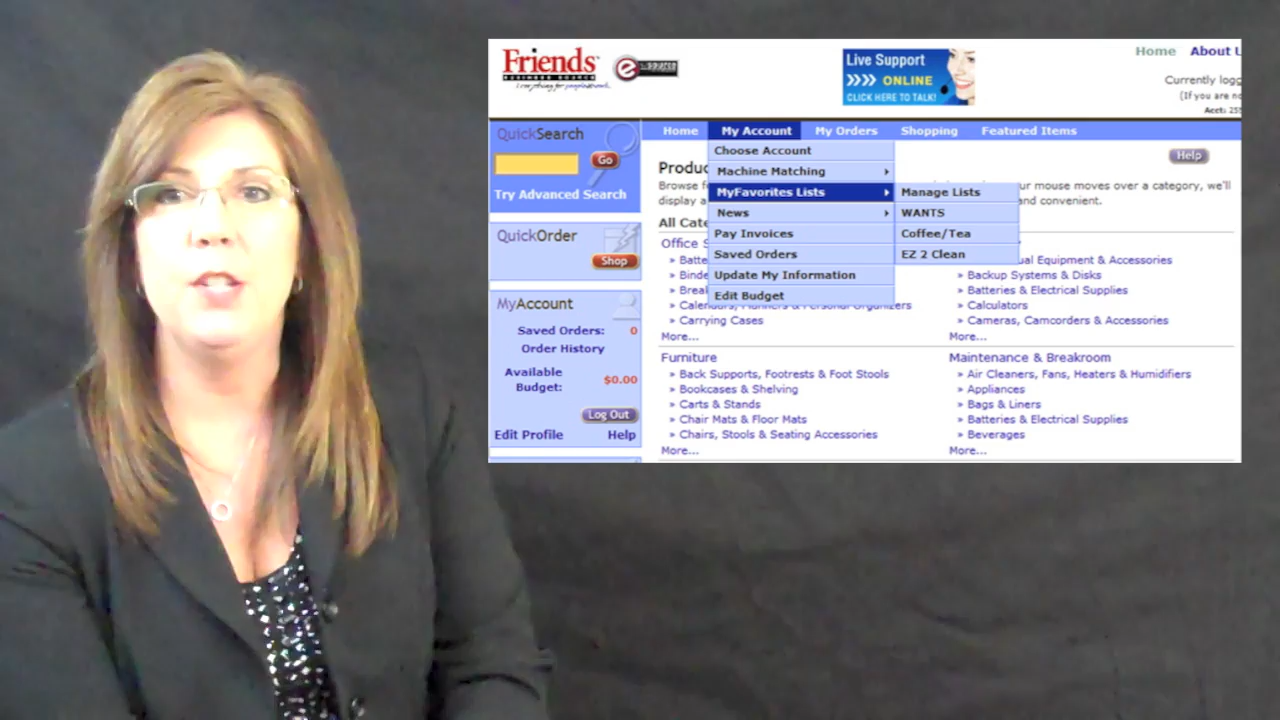 Friends
BUSINESS SOURCE
e source
Live Support
ONLINE
CLICK HERE TO TALK!
Home About U
Currently logg
(If you are no
Acct: 255
QuickSearch
Go
Try Advanced Search
QuickOrder
Shop
MyAccount
Saved Orders: 0
Order History
Available
Budget: $0.00
Log Out
Edit Profile Help
Home My Account My Orders Shopping Featured Items
Choose Account
Machine Matching
MyFavorites Lists
News
Pay Invoices
Saved Orders
Update My Information
Edit Budget
Manage Lists
WANTS
Coffee/Tea
EZ 2 Clean
Help
Produc
Browse f our mouse moves over a category, we'll
display a and convenient.
All Cate
Office S
» Batte
» Binde
» Break
» Calendars, Planners & Personal Organizers
» Carrying Cases
More...
ual Equipment & Accessories
» Backup Systems & Disks
» Batteries & Electrical Supplies
» Calculators
» Cameras, Camcorders & Accessories
More...
Furniture
» Back Supports, Footrests & Foot Stools
» Bookcases & Shelving
» Carts & Stands
» Chair Mats & Floor Mats
» Chairs, Stools & Seating Accessories
More...
Maintenance & Breakroom
» Air Cleaners, Fans, Heaters & Humidifiers
» Appliances
» Bags & Liners
» Batteries & Electrical Supplies
» Beverages
More...